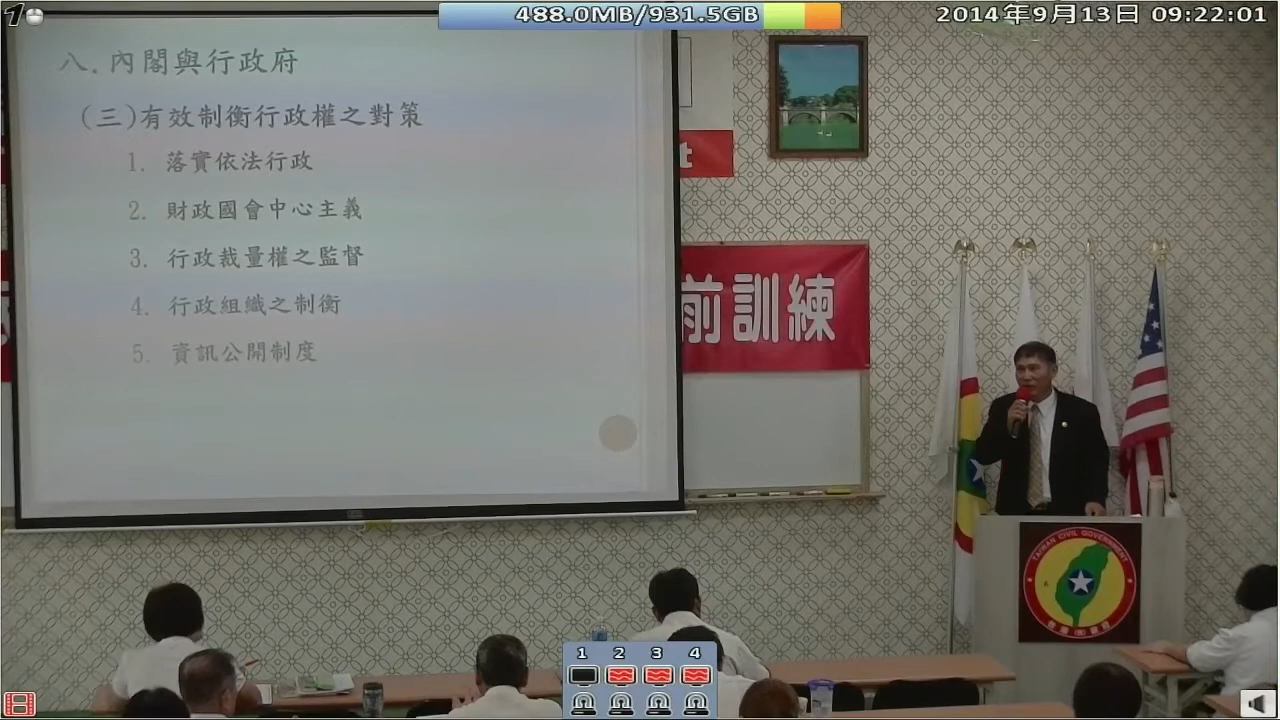 1
488.0MB/931.5GB
2014年9月13日 09:22:01
八.內閣與行政府
(三)有效制衡行政權之對策
1. 落實依法行政
2. 財政國會中心主義
3. 行政裁量權之監督
4. 行政組織之制衡
5. 資訊公開制度
t
前訓練
TAIWAN CIVIL GOVERNMENT
1 2 3 4